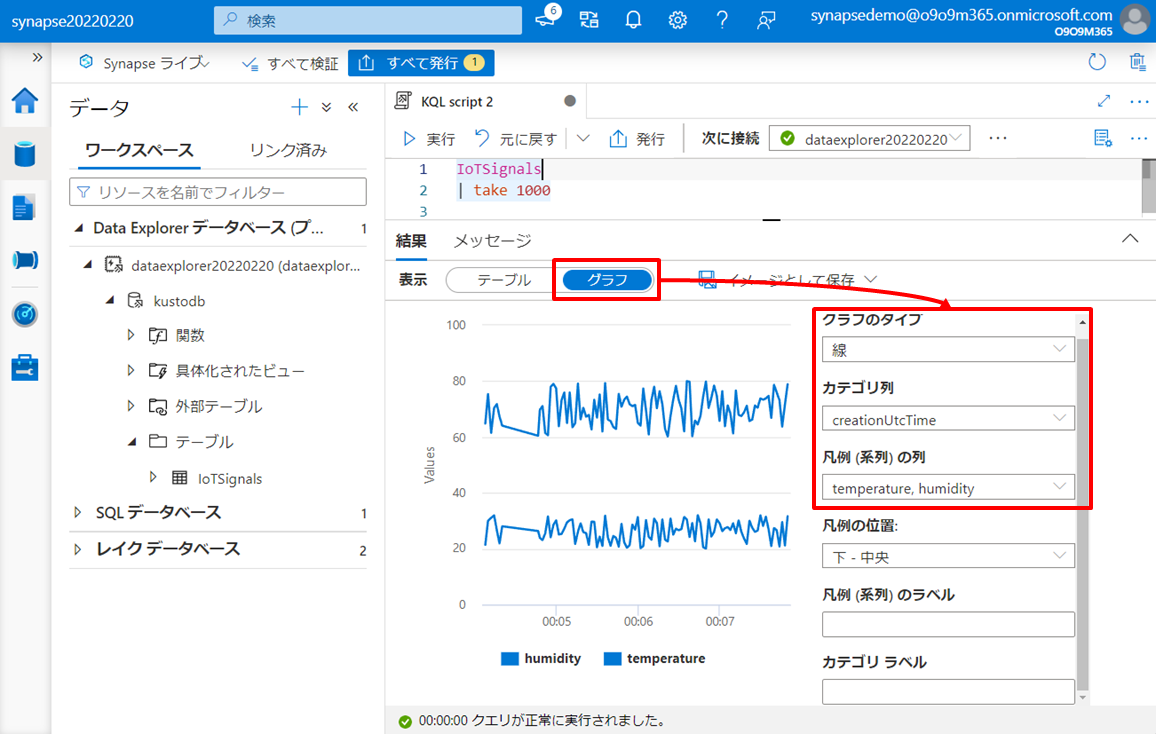 synapse20220220
検索
6
synapsedemo@o9o9m365.onmicrosoft.com
O9O9M365
Synapse ライブ
すべて検証
すべて発行 1
データ
ワークスペース
リンク済み
リソースを名前でフィルター
Data Explorer データベース (プ... 1
dataexplorer20220220 (dataexplor...
kustodb
関数
具体化されたビュー
外部テーブル
テーブル
IoTSignals
SQL データベース 1
レイク データベース 2
KQL script 2
実行
元に戻す
発行
次に接続
dataexplorer20220220
1 IoTSignals
2 | take 1000
3
結果
メッセージ
表示
テーブル
グラフ
イメージとして保存
100
80
60
40
20
0
Values
00:05
00:06
00:07
humidity
temperature
グラフのタイプ
線
カテゴリ列
creationUtcTime
凡例 (系列) の列
temperature, humidity
凡例の位置:
下 - 中央
凡例 (系列) のラベル
カテゴリ ラベル
00:00:00 クエリが正常に実行されました。